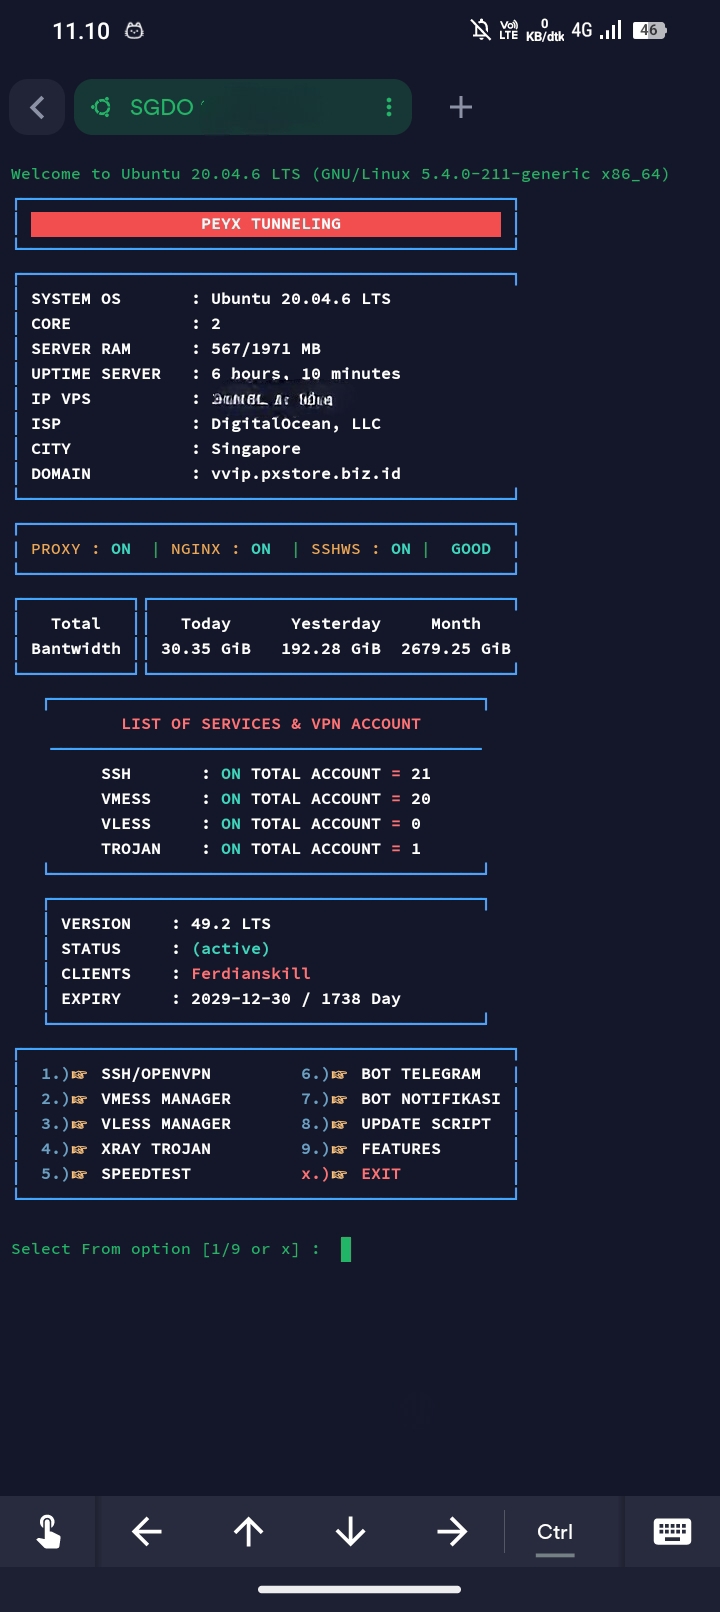 11.10 Vo) LTE 0 KB/dtk 4G 46
SGDO
Welcome to Ubuntu 20.04.6 LTS (GNU/Linux 5.4.0-211-generic x86_64)
PEYX TUNNELING
SYSTEM OS : Ubuntu 20.04.6 LTS
CORE : 2
SERVER RAM : 567/1971 MB
UPTIME SERVER : 6 hours, 10 minutes
IP VPS :
ISP : DigitalOcean, LLC
CITY : Singapore
DOMAIN : vvip.pxstore.biz.id
PROXY : ON | NGINX : ON | SSHWS : ON | GOOD
Total Today Yesterday Month
Bantwidth 30.35 GiB 192.28 GiB 2679.25 GiB
LIST OF SERVICES & VPN ACCOUNT
SSH : ON TOTAL ACCOUNT = 21
VMESS : ON TOTAL ACCOUNT = 20
VLESS : ON TOTAL ACCOUNT = 0
TROJAN : ON TOTAL ACCOUNT = 1
VERSION : 49.2 LTS
STATUS : (active)
CLIENTS : Ferdianskill
EXPIRY : 2029-12-30 / 1738 Day
1.)☞ SSH/OPENVPN 6.)☞ BOT TELEGRAM
2.)☞ VMESS MANAGER 7.)☞ BOT NOTIFIKASI
3.)☞ VLESS MANAGER 8.)☞ UPDATE SCRIPT
4.)☞ XRAY TROJAN 9.)☞ FEATURES
5.)☞ SPEEDTEST x.)☞ EXIT
Select From option [1/9 or x] :
Ctrl